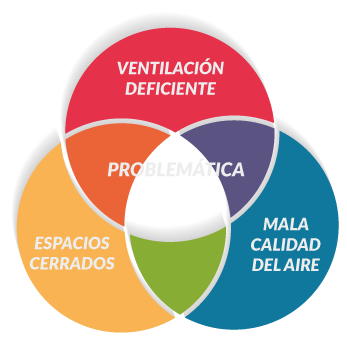 VENTILACIÓN
DEFICIENTE
PROBLEMÁTICA
ESPACIOS
CERRADOS
MALA
CALIDAD
DEL AIRE